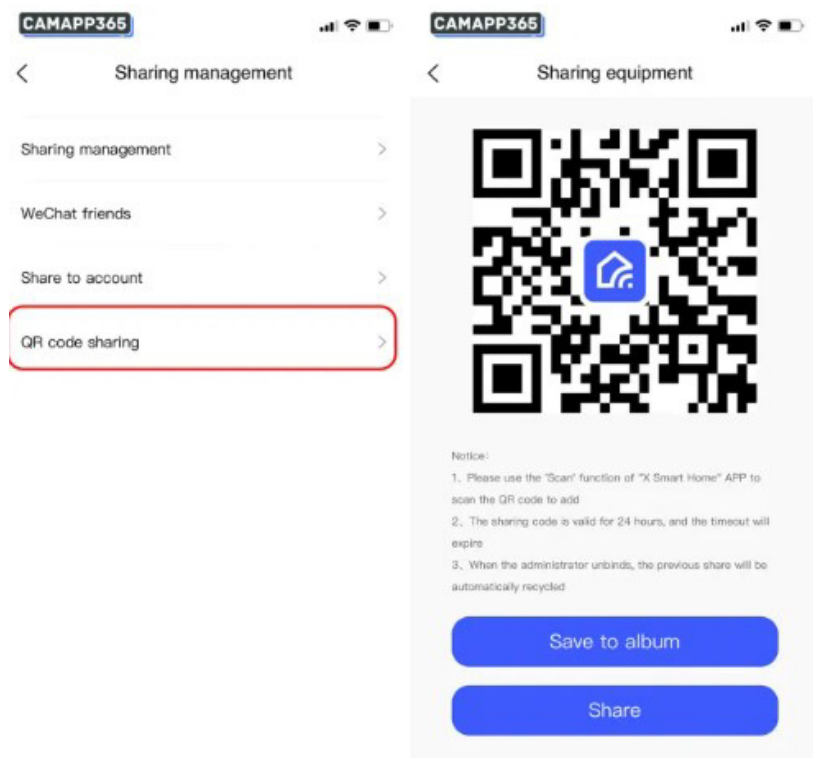 CAMAPP365
Sharing management
Sharing management
WeChat friends
Share to account
QR code sharing
CAMAPP365
Sharing equipment
Notice:
1、Please use the "Scan" function of "X Smart Home" APP to
scan the QR code to add
2、The sharing code is valid for 24 hours, and the timeout will
expire
3、When the administrator unbinds, the previous share will be
automatically recycled
Save to album
Share